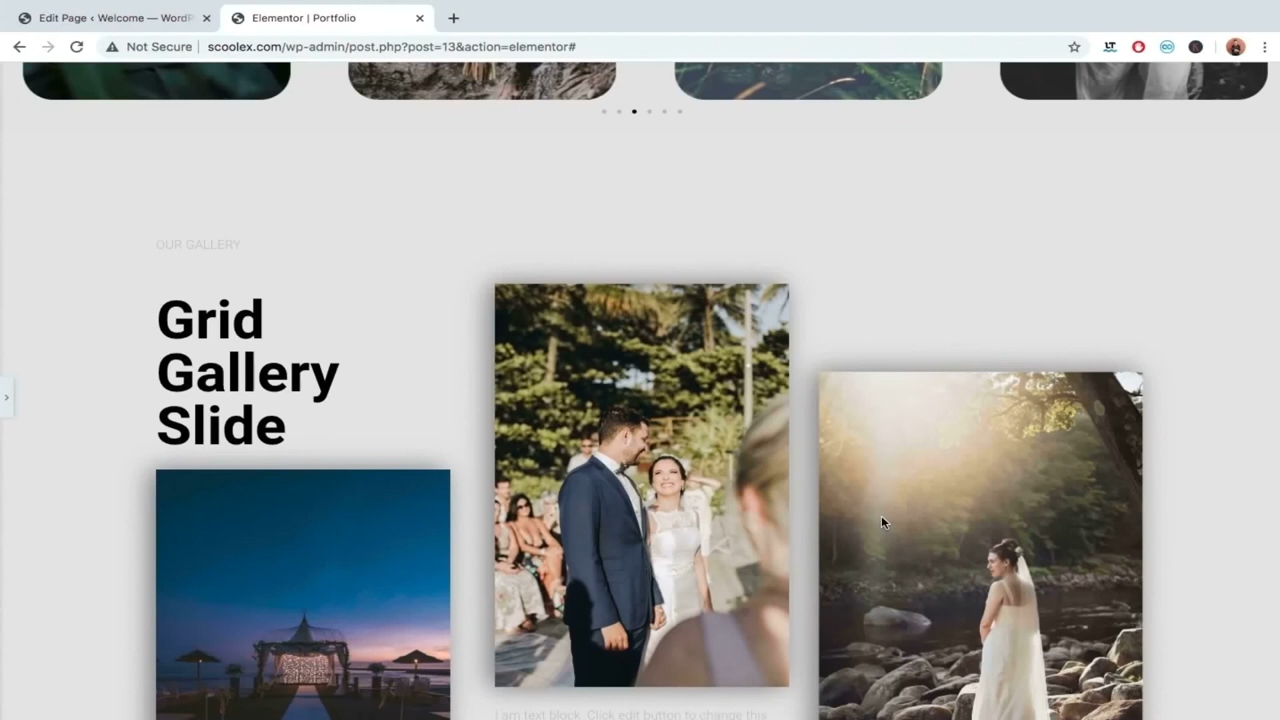 Edit Page ‹ Welcome — WordP
Elementor | Portfolio
Not Secure
scoolex.com/wp-admin/post.php?post=13&action=elementor#
LT
OUR GALLERY
Grid
Gallery
Slide
I am text block. Click edit button to change this